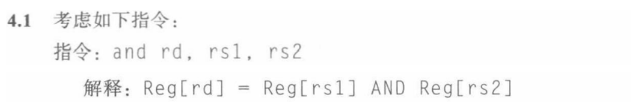 4.1 考虑如下指令：
指令：and rd, rs1, rs2
解释：Reg[rd] = Reg[rs1] AND Reg[rs2]